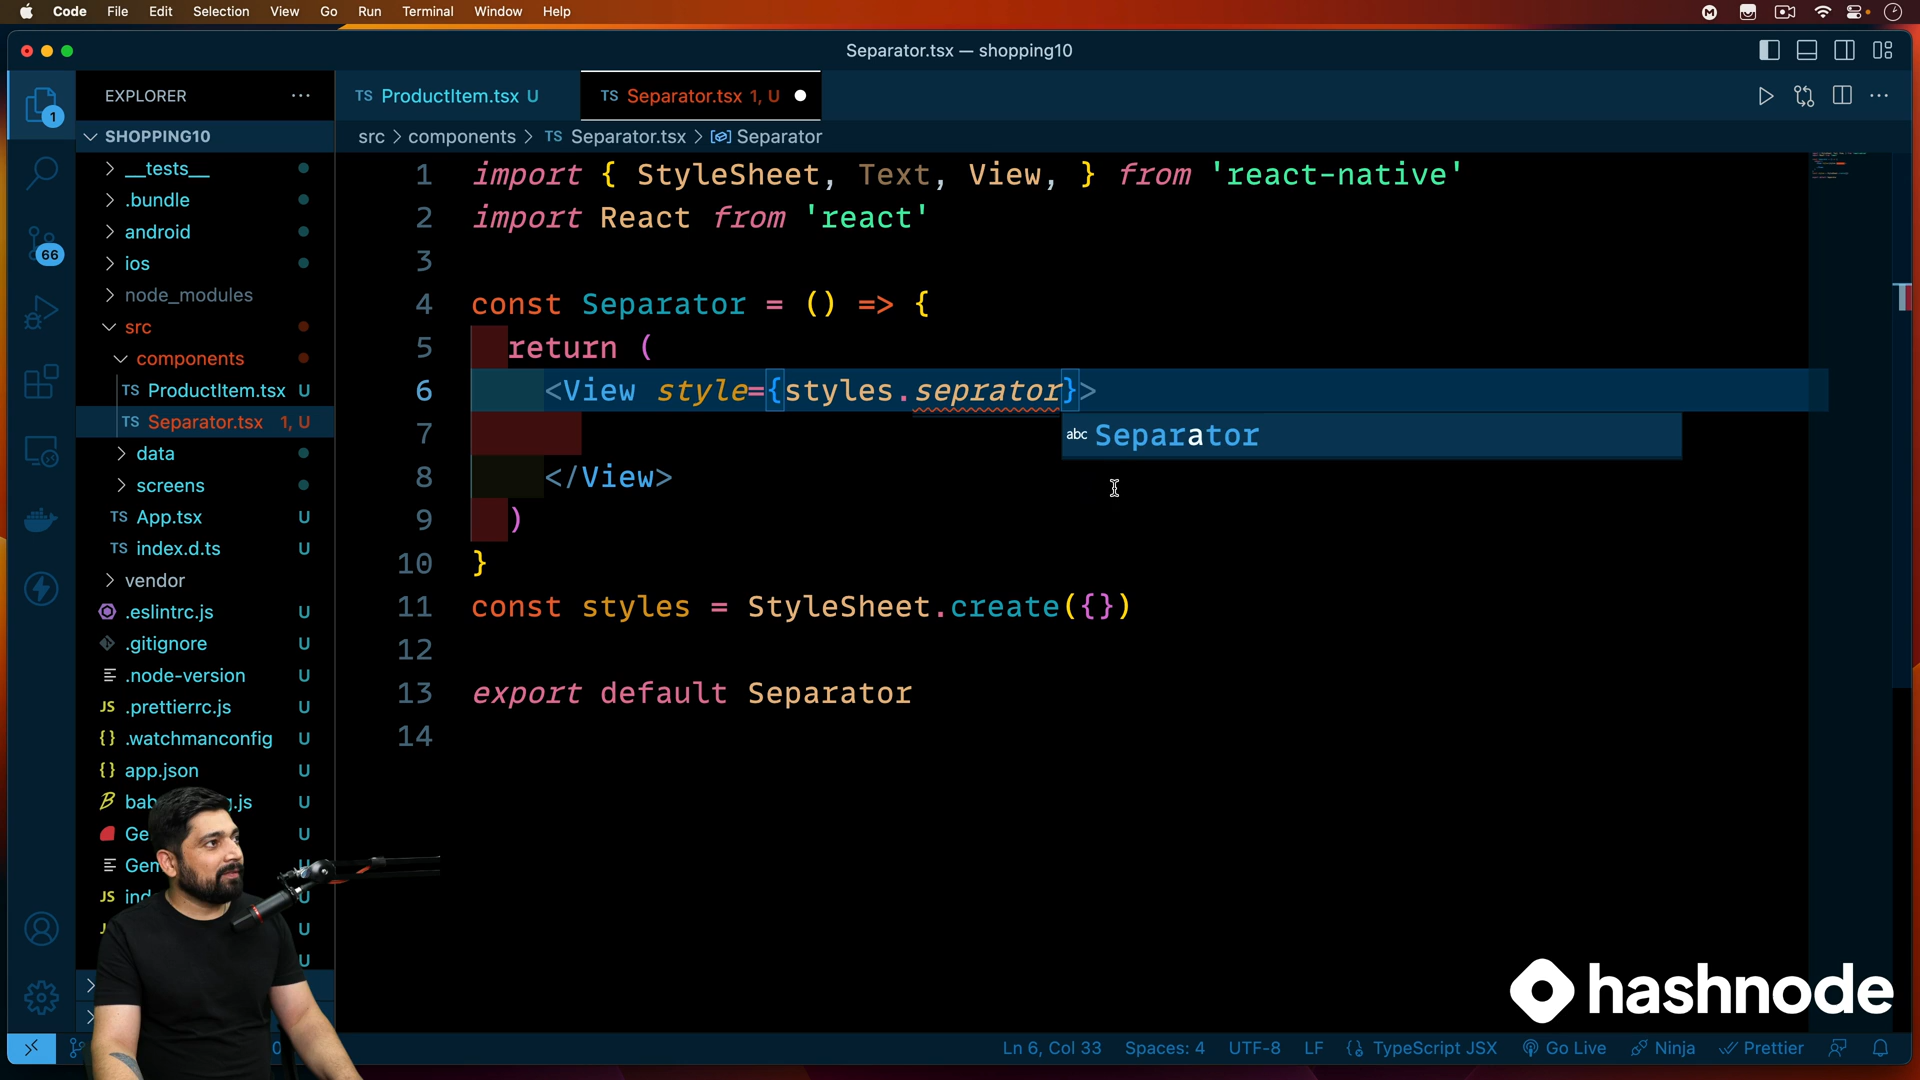 Code File Edit Selection View Go Run Terminal Window Help
Separator.tsx — shopping10
EXPLORER
SHOPPING10
__tests__
.bundle
android
ios
node_modules
src
components
TS ProductItem.tsx U
TS Separator.tsx 1, U
data
screens
TS App.tsx U
TS index.d.ts U
vendor
.eslintrc.js U
.gitignore U
.node-version U
JS .prettierrc.js U
{} .watchmanconfig U
{} app.json U
1
66
TS ProductItem.tsx U
TS Separator.tsx 1, U
src > components > TS Separator.tsx > Separator
1 import { StyleSheet, Text, View, } from 'react-native'
2 import React from 'react'
3
4 const Separator = () => {
5 return (
6 <View style={styles.seprator}>
7
abc Separator
8 </View>
9 )
10 }
11 const styles = StyleSheet.create({})
12
13 export default Separator
14
hashnode
Ln 6, Col 33 Spaces: 4 UTF-8 LF {} TypeScript JSX Go Live Ninja Prettier